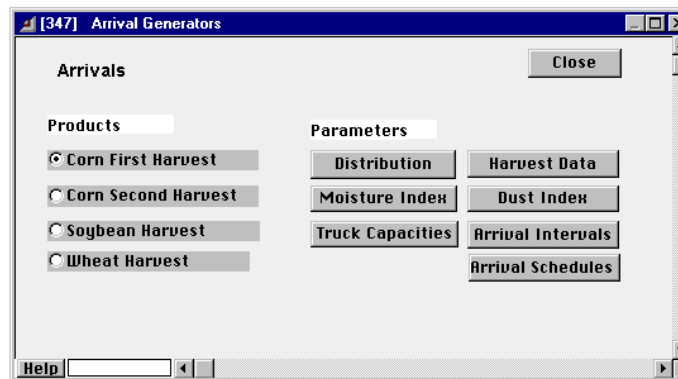 [347] Arrival Generators
Arrivals
Close
Products
Parameters
Corn First Harvest
Distribution
Harvest Data
Corn Second Harvest
Moisture Index
Dust Index
Soybean Harvest
Truck Capacities
Arrival Intervals
Wheat Harvest
Arrival Schedules
Help